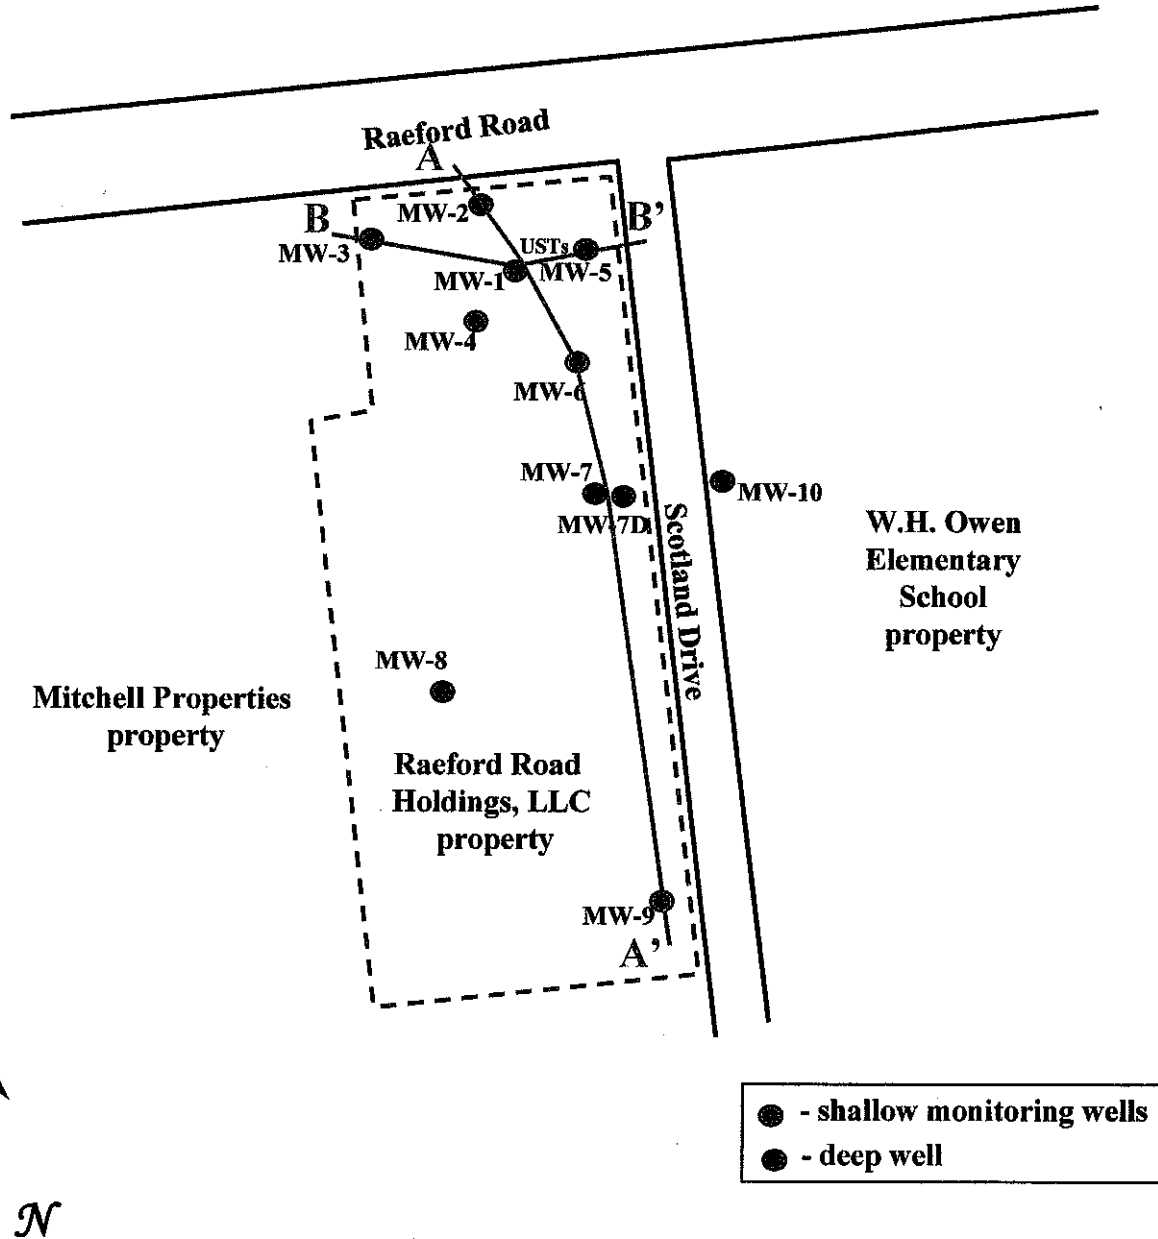 Raeford Road
A
B
MW-2
B’
MW-3
USTs
MW-1
MW-5
MW-4
MW-6
MW-7
MW-7D
MW-10
Scotland Drive
W.H. Owen
Elementary
School
property
MW-8
Mitchell Properties
property
Raeford Road
Holdings, LLC
property
MW-9
A’
- shallow monitoring wells
- deep well
N